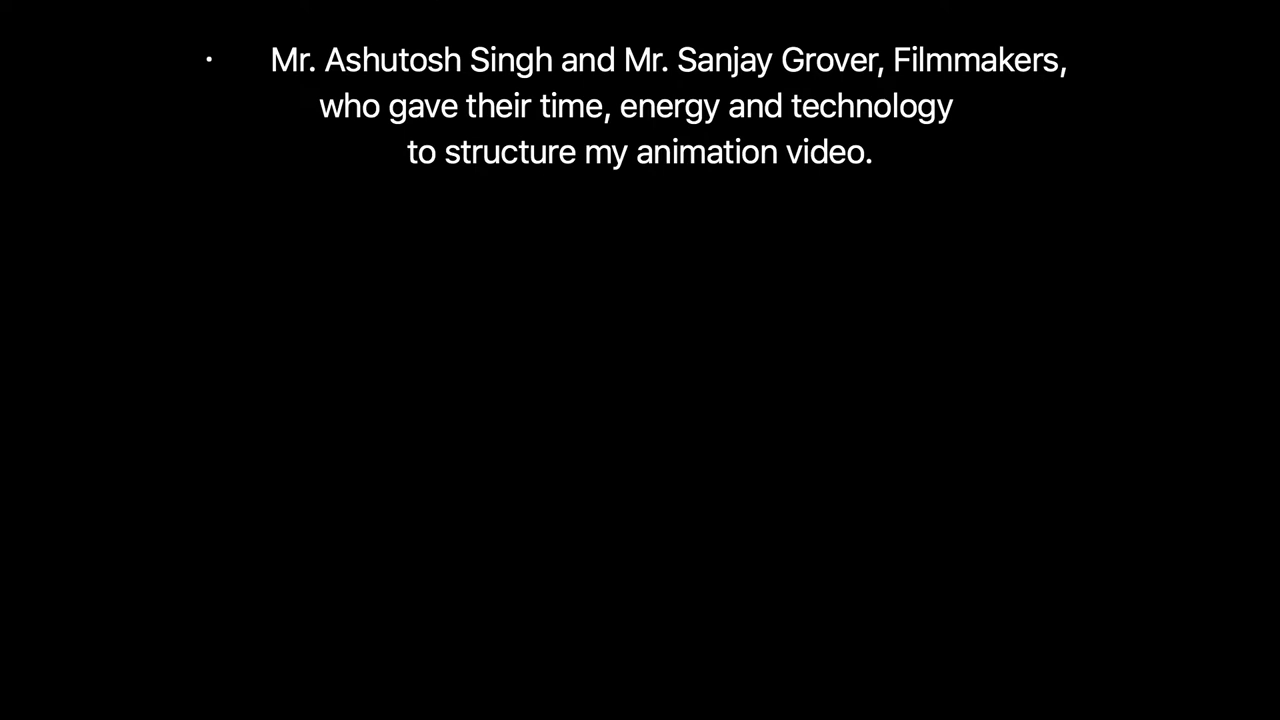 · Mr. Ashutosh Singh and Mr. Sanjay Grover, Filmmakers,
who gave their time, energy and technology
to structure my animation video.